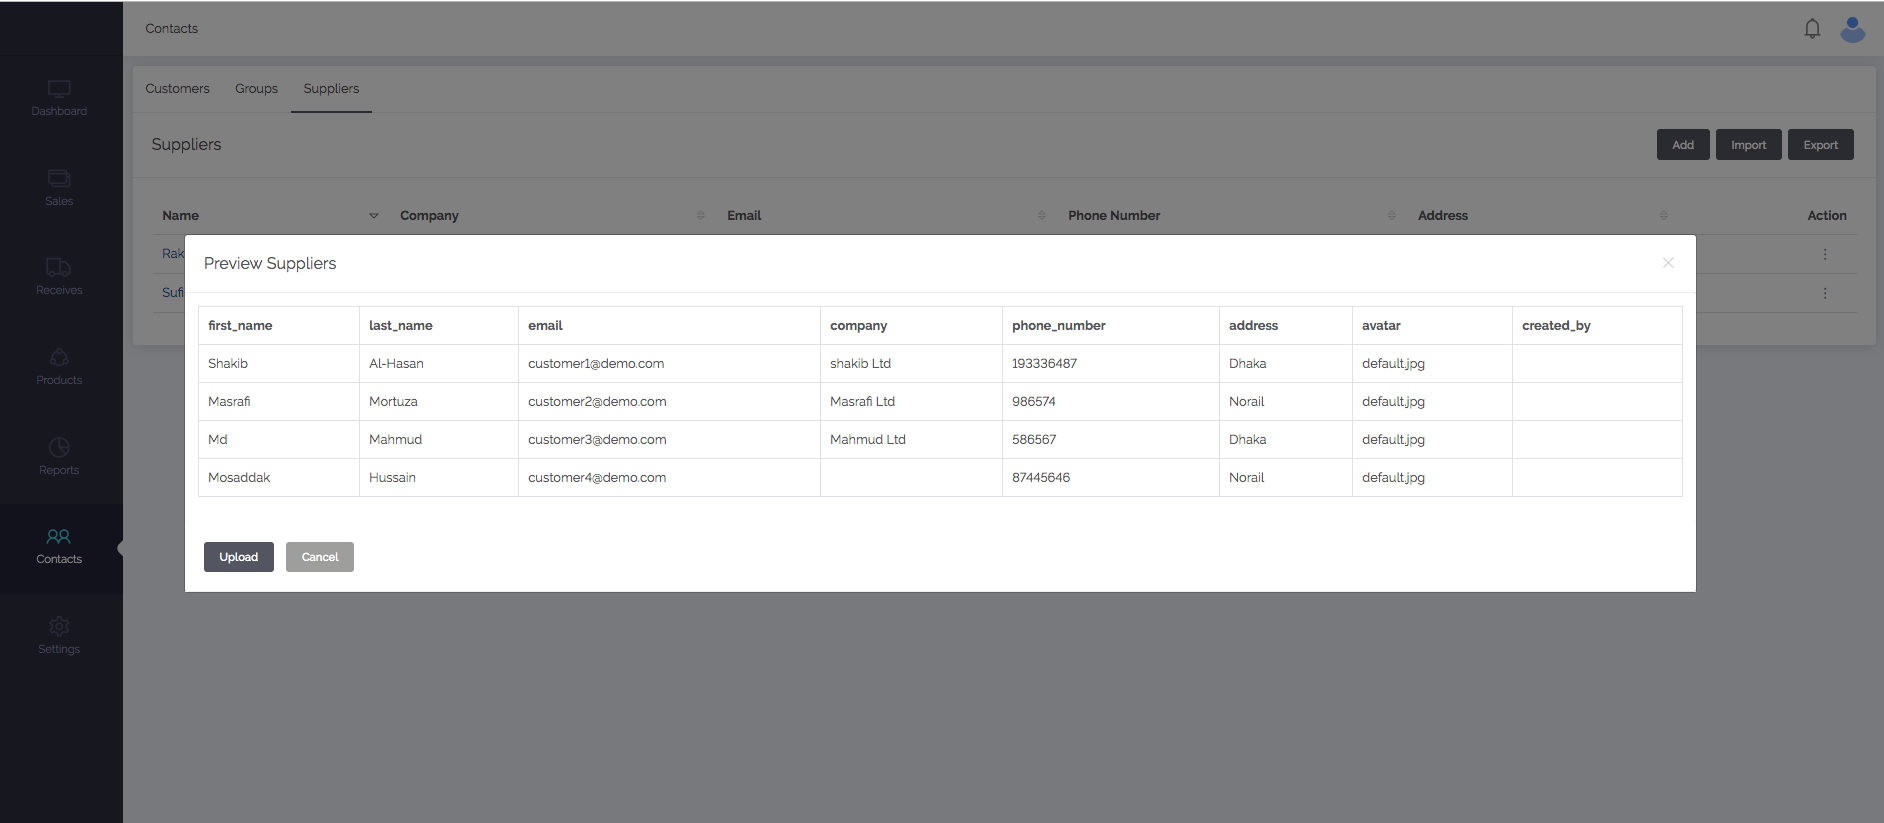 Contacts
Dashboard
Sales
Receives
Products
Reports
Contacts
Settings
Customers Groups Suppliers
Suppliers
Add Import Export
Name Company Email Phone Number Address Action
Rak
Sufi
Preview Suppliers
first_name last_name email company phone_number address avatar created_by
Shakib Al-Hasan customer1@demo.com shakib Ltd 193336487 Dhaka default.jpg
Masrafi Mortuza customer2@demo.com Masrafi Ltd 986574 Norail default.jpg
Md Mahmud customer3@demo.com Mahmud Ltd 586567 Dhaka default.jpg
Mosaddak Hussain customer4@demo.com 87445646 Norail default.jpg
Upload Cancel